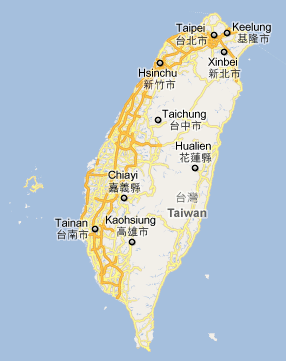 Taipei
台北市
Keelung
基隆市
Xinbei
新北市
Hsinchu
新竹市
Taichung
台中市
Hualien
花蓮縣
Chiayi
嘉義縣
台灣
Taiwan
Tainan
台南市
Kaohsiung
高雄市